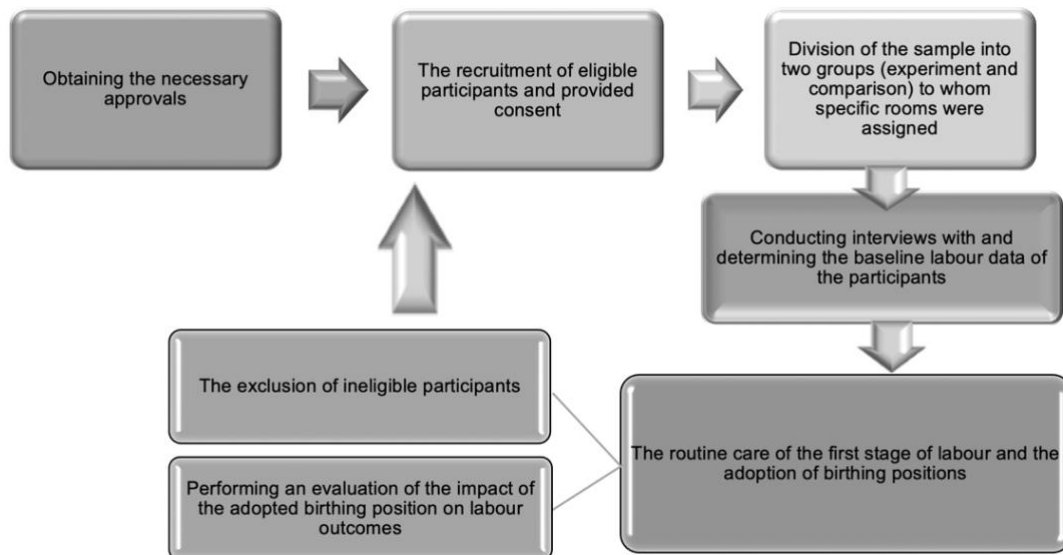 Obtaining the necessary
approvals
The recruitment of eligible
participants and provided
consent
Division of the sample into
two groups (experiment and
comparison) to whom
specific rooms were
assigned
Conducting interviews with and
determining the baseline labour data of
the participants
The exclusion of ineligible
participants
Performing an evaluation of the impact of
the adopted birthing position on labour
outcomes
The routine care of the first stage of labour and the
adoption of birthing positions